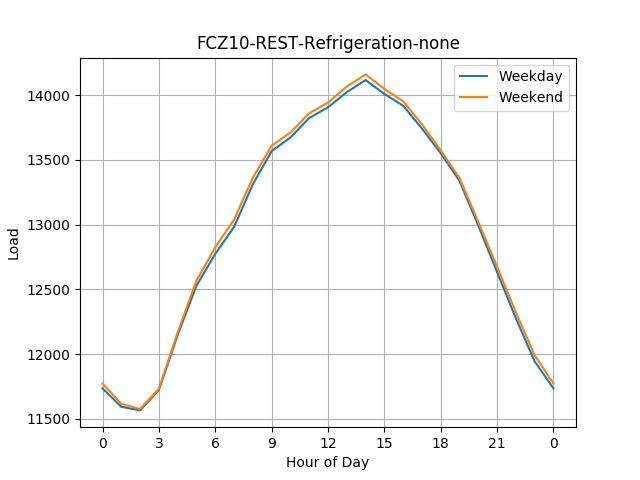 FCZ10-REST-Refrigeration-none
Weekday
Weekend
Load
14000
13500
13000
12500
12000
11500
0 3 6 9 12 15 18 21 0
Hour of Day